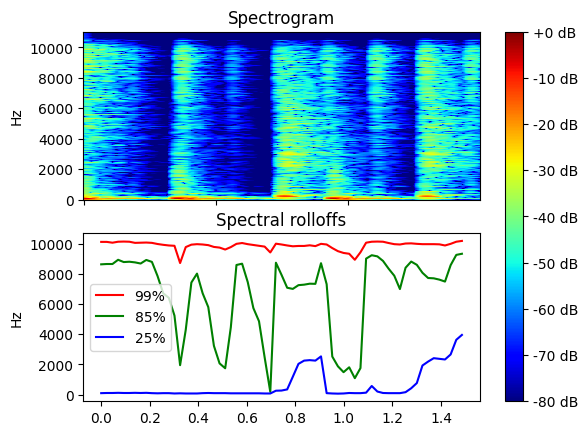 Spectrogram
Hz
10000
8000
6000
4000
2000
0
+0 dB
-10 dB
-20 dB
-30 dB
-40 dB
-50 dB
-60 dB
-70 dB
-80 dB
Spectral rolloffs
Hz
10000
8000
6000
4000
2000
0
99%
85%
25%
0.0 0.2 0.4 0.6 0.8 1.0 1.2 1.4